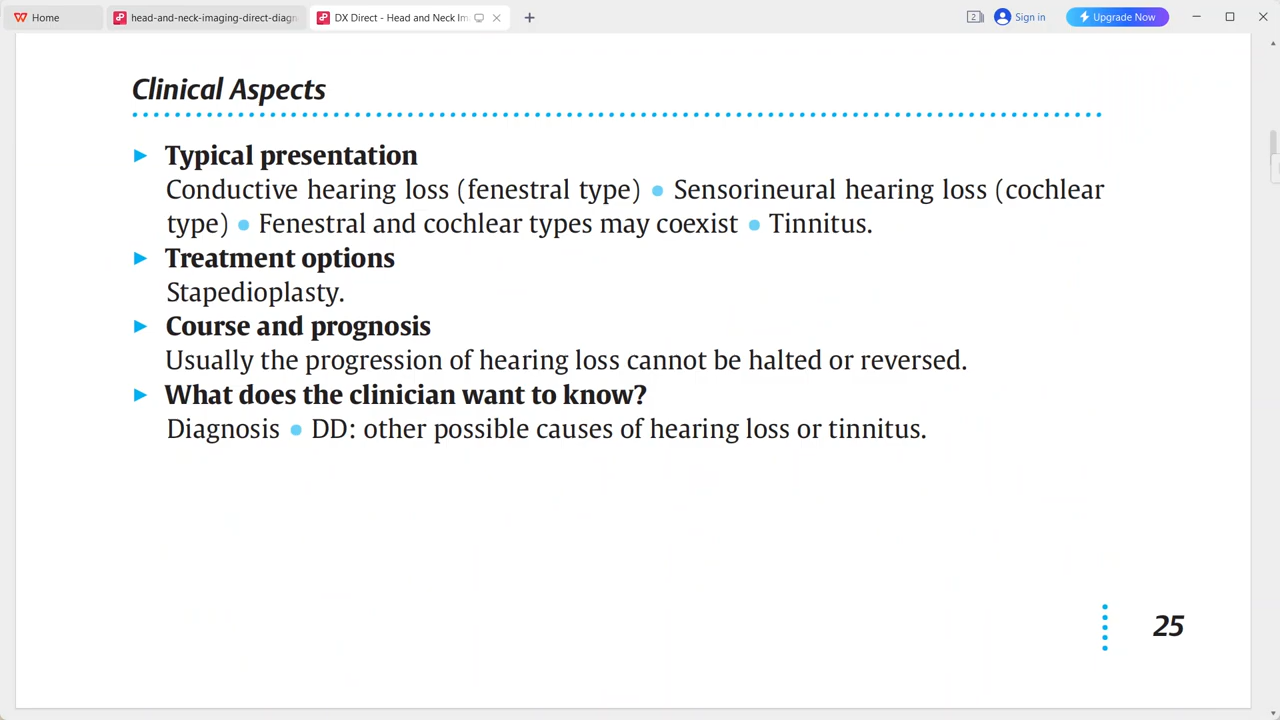 Home
head-and-neck-imaging-direct-diagn
DX Direct - Head and Neck Im
2
Sign in
Upgrade Now
Clinical Aspects
Typical presentation
Conductive hearing loss (fenestral type) ● Sensorineural hearing loss (cochlear
type) ● Fenestral and cochlear types may coexist ● Tinnitus.
Treatment options
Stapedioplasty.
Course and prognosis
Usually the progression of hearing loss cannot be halted or reversed.
What does the clinician want to know?
Diagnosis ● DD: other possible causes of hearing loss or tinnitus.
25